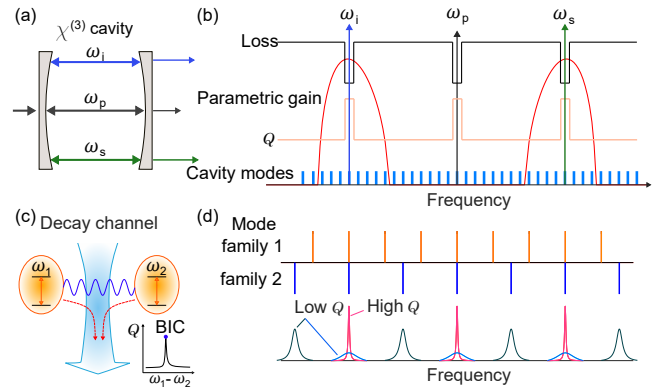 (a)
χ(3) cavity
ωi
ωp
ωs
(b)
ωi
ωp
ωs
Loss
Parametric gain
Q
Cavity modes
Frequency
(c)
Decay channel
ω1
ω2
Q
BIC
ω1-ω2
(d)
Mode
family 1
family 2
Low Q
High Q
Frequency